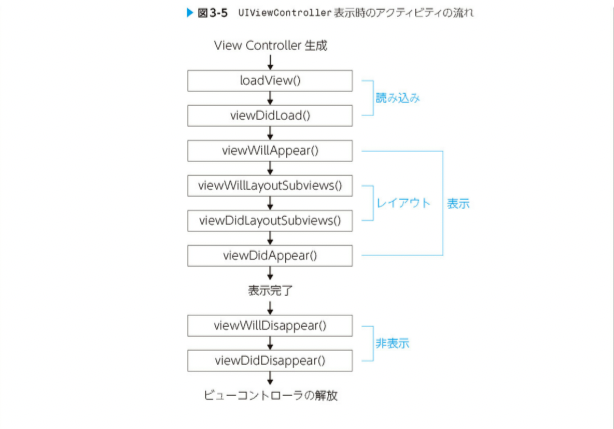 ▶ 図3-5 UIViewController表示時のアクティビティの流れ
View Controller 生成
loadView()
読み込み
viewDidLoad()
viewWillAppear()
viewWillLayoutSubviews()
レイアウト
表示
viewDidLayoutSubviews()
viewDidAppear()
表示完了
viewWillDisappear()
非表示
viewDidDisappear()
ビューコントローラの解放